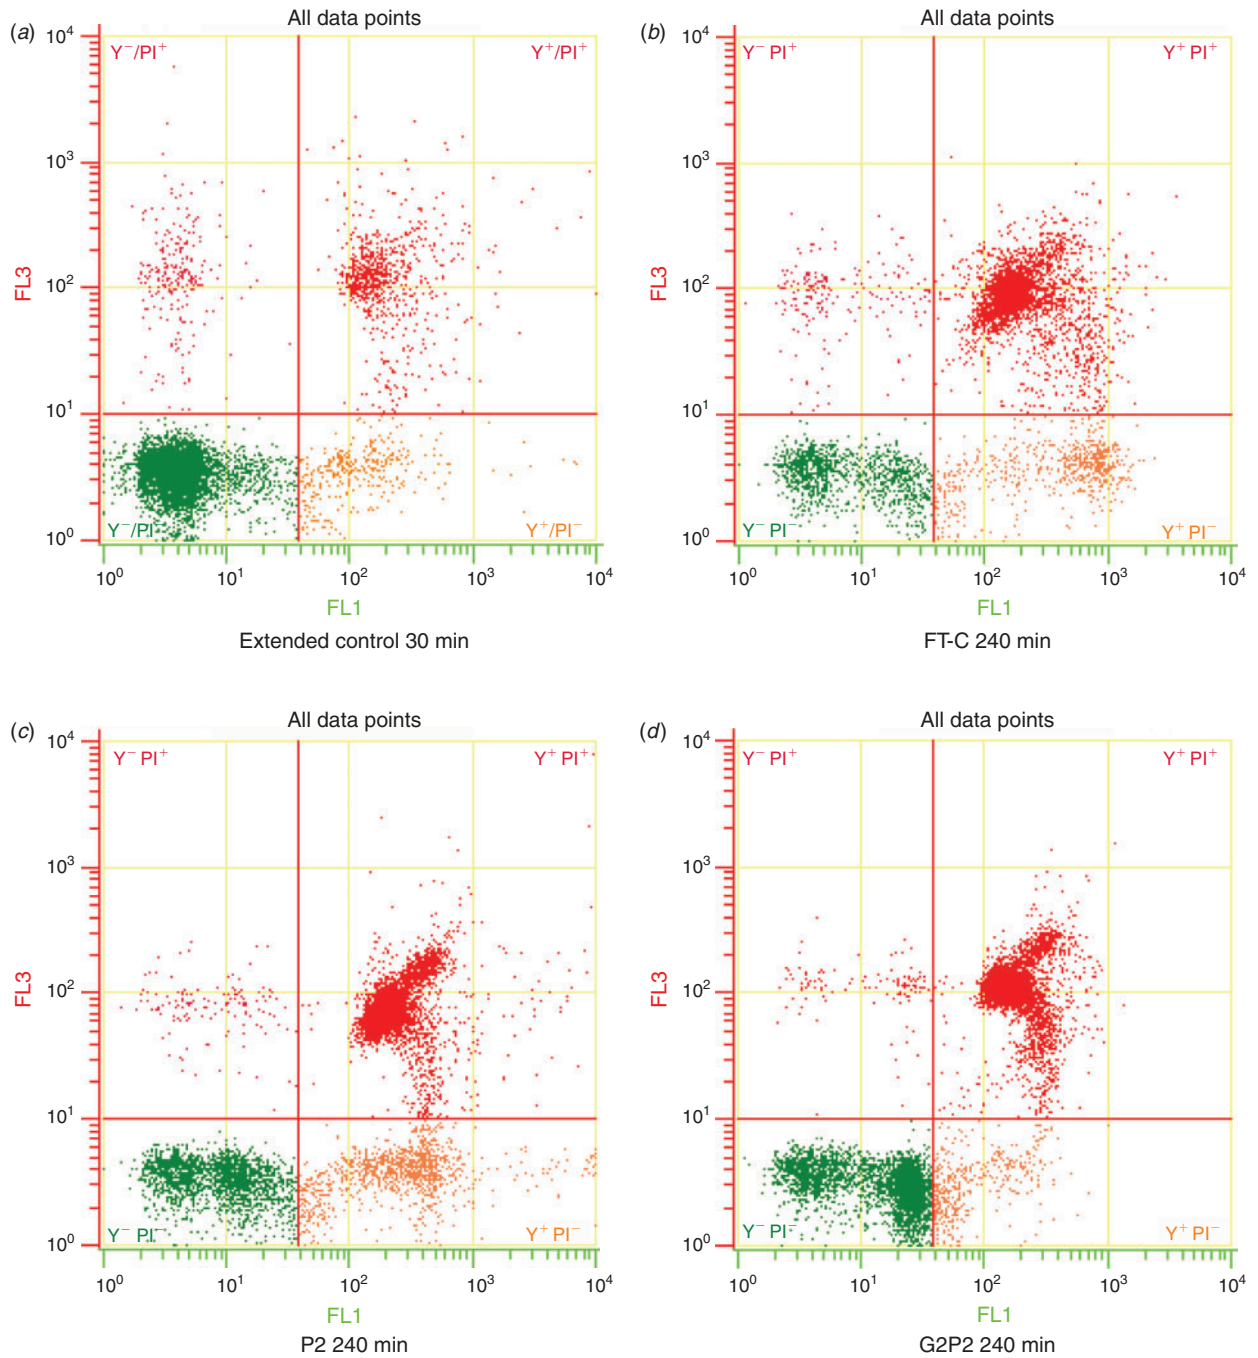 (a)
All data points
10⁴
Y⁻/PI⁺
Y⁺/PI⁺
10³
FL3
10²
10¹
Y⁻/PI⁻
Y⁺/PI⁻
10⁰
10⁰ 10¹ 10² 10³ 10⁴
FL1
Extended control 30 min
(b)
All data points
10⁴
Y⁻ PI⁺
Y⁺ PI⁺
10³
FL3
10²
10¹
Y⁻ PI⁻
Y⁺ PI⁻
10⁰
10⁰ 10¹ 10² 10³ 10⁴
FL1
FT-C 240 min
(c)
All data points
10⁴
Y⁻ PI⁺
Y⁺ PI⁺
10³
FL3
10²
10¹
Y⁻ PI⁻
Y⁺ PI⁻
10⁰
10⁰ 10¹ 10² 10³ 10⁴
FL1
P2 240 min
(d)
All data points
10⁴
Y⁻ PI⁺
Y⁺ PI⁺
10³
FL3
10²
10¹
Y⁻ PI⁻
Y⁺ PI⁻
10⁰
10⁰ 10¹ 10² 10³ 10⁴
FL1
G2P2 240 min